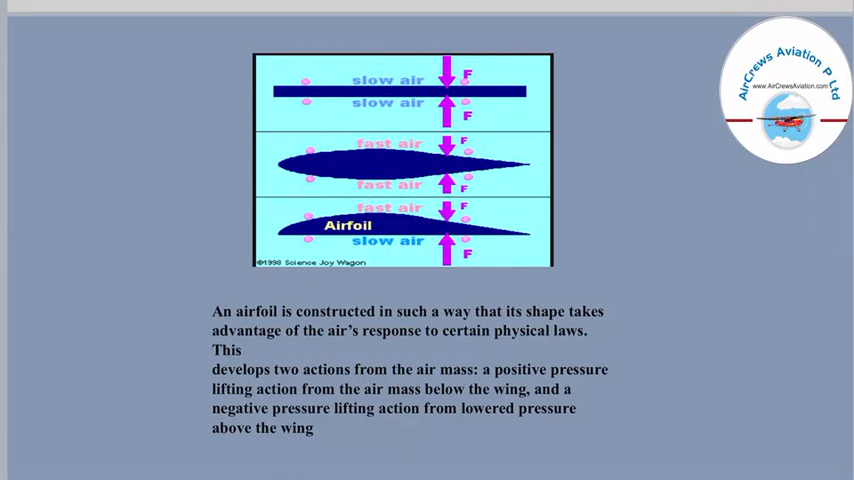 slow air
F
slow air
F
fast air
F
fast air
F
fast air
F
Airfoil
slow air
F
©1998 Science Joy Wagon
AirCrews Aviation P Ltd
www.AirCrewsAviation.com
An airfoil is constructed in such a way that its shape takes
advantage of the air’s response to certain physical laws.
This
develops two actions from the air mass: a positive pressure
lifting action from the air mass below the wing, and a
negative pressure lifting action from lowered pressure
above the wing